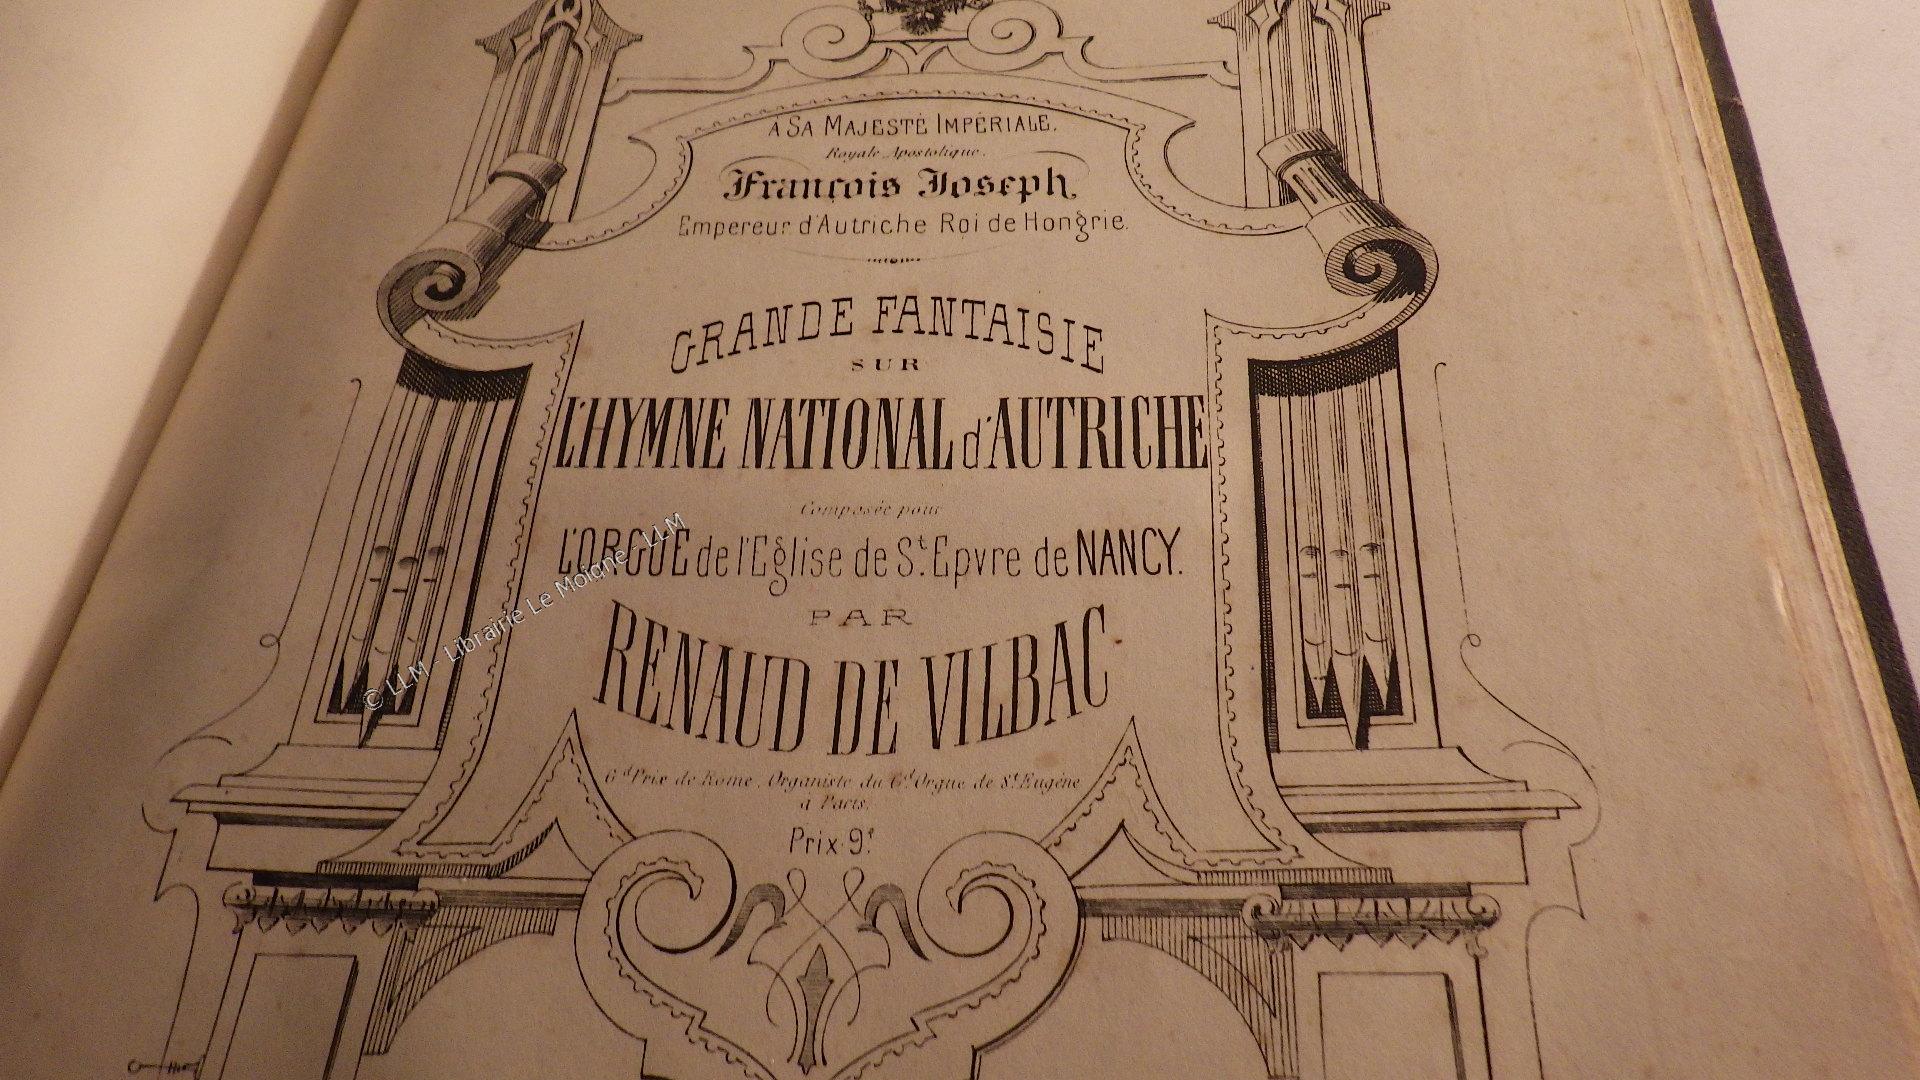 A SA MAJESTÉ IMPÉRIALE.
Royale Apostolique.
François Joseph,
Empereur d'Autriche Roi de Hongrie.
GRANDE FANTAISIE
SUR
L'HYMNE NATIONAL d'AUTRICHE
Composée pour
L'ORGUE de l'Eglise de St. Epvre de NANCY.
PAR
RENAUD DE VILBAC
Gd. Prix de Rome, Organiste du Gd. Orgue de St. Eugène
à Paris.
Prix 9f.
© LLM - Librairie Le Moigne - LLM